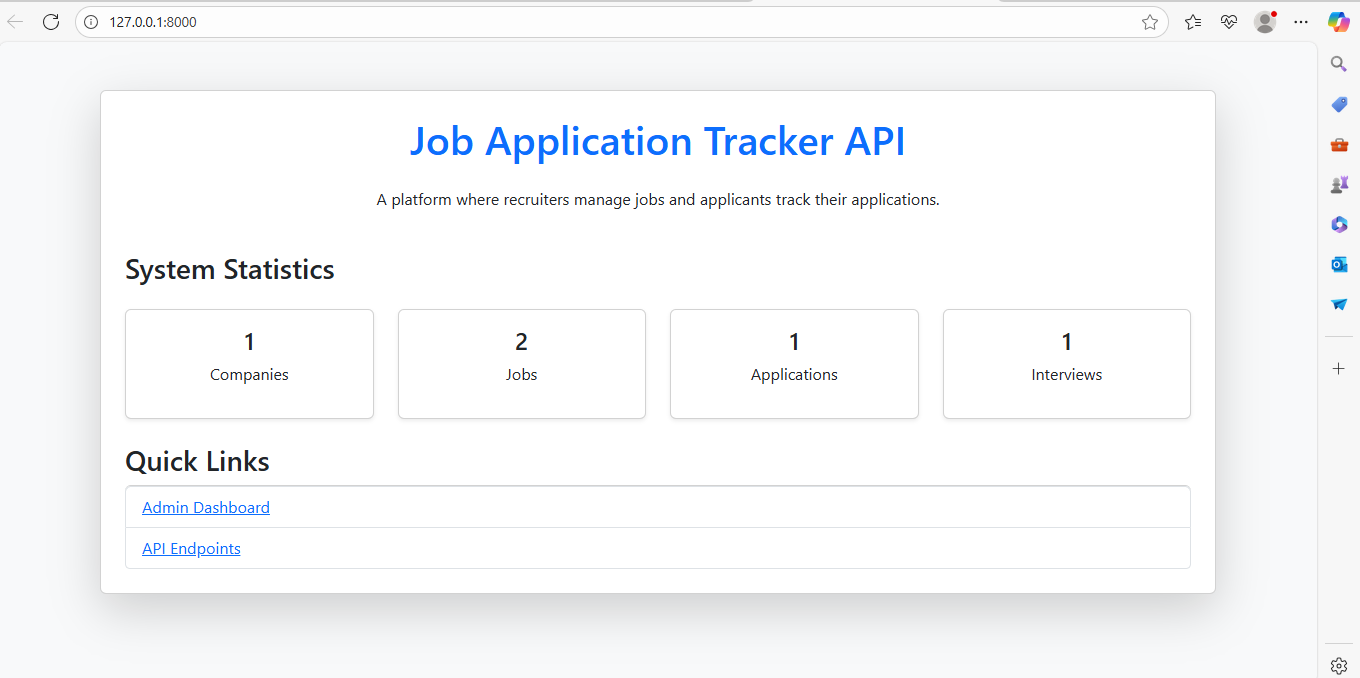 127.0.0.1:8000
Job Application Tracker API
A platform where recruiters manage jobs and applicants track their applications.
System Statistics
1
Companies
2
Jobs
1
Applications
1
Interviews
Quick Links
Admin Dashboard
API Endpoints